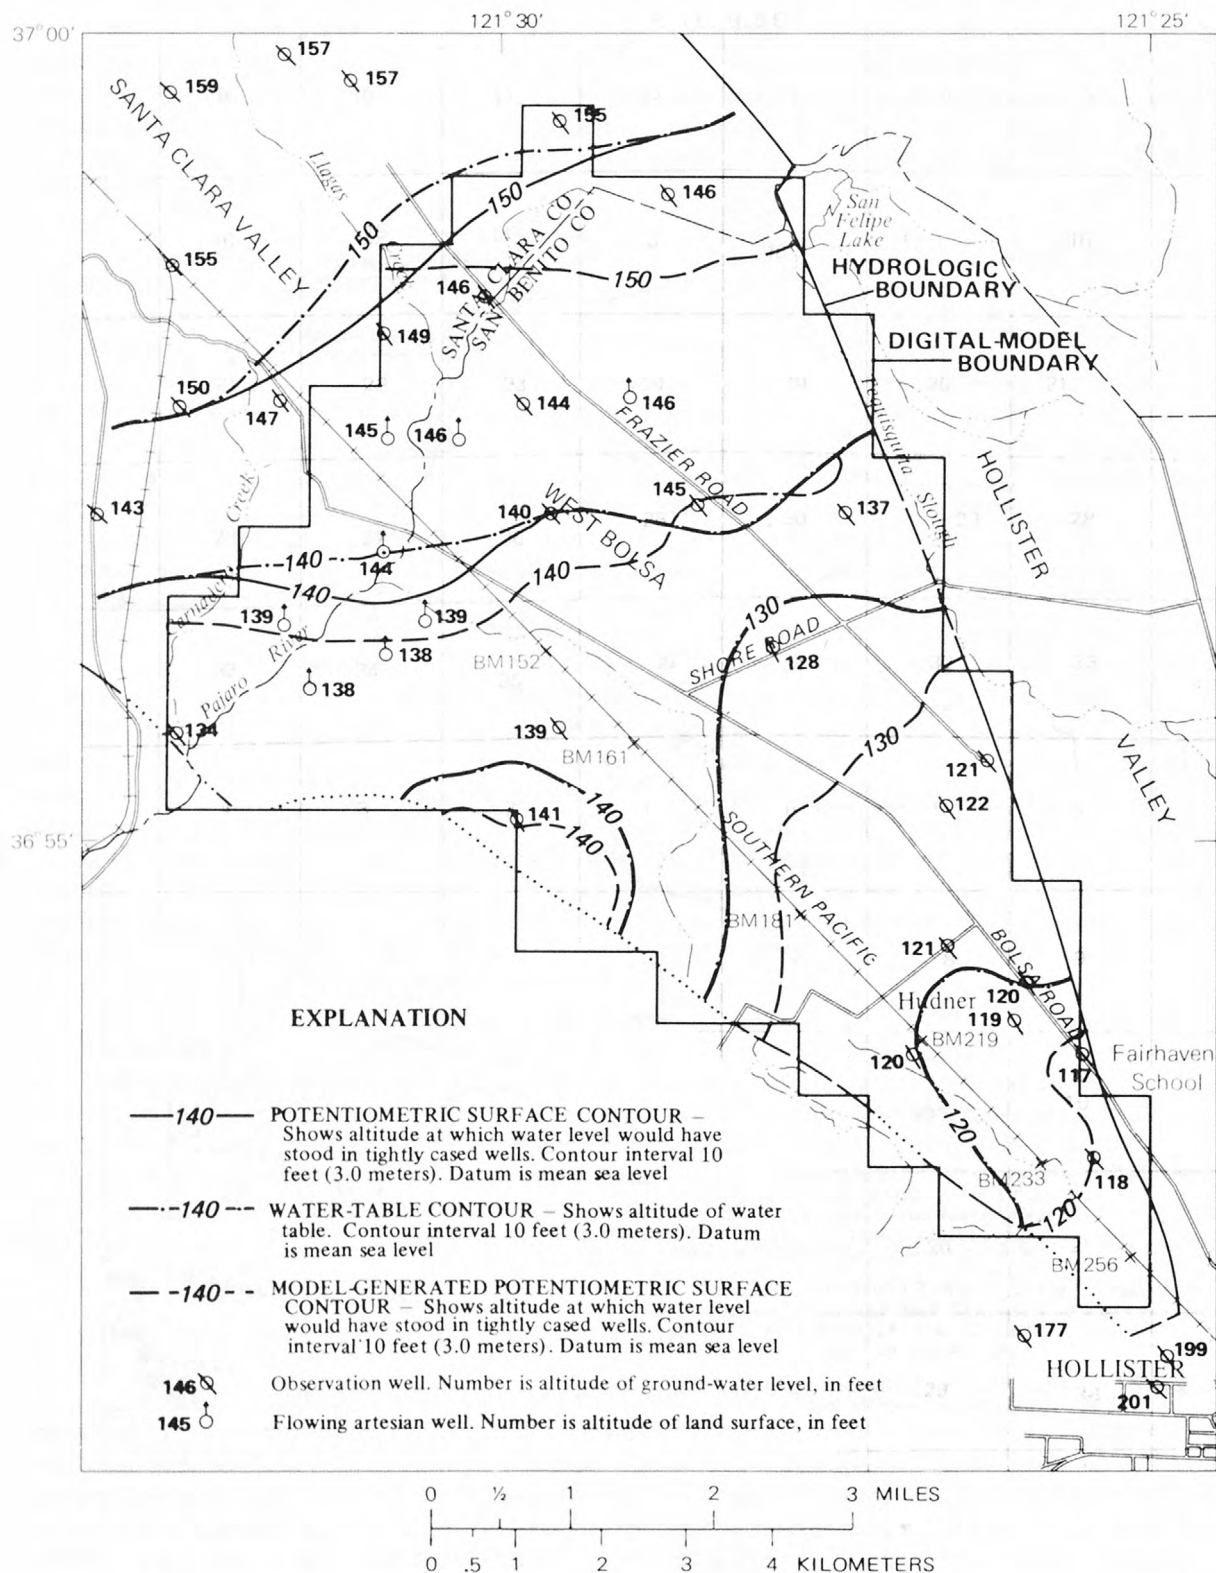 121°30'
121°25'
37°00'
157
157
159
155
SANTA CLARA VALLEY
Llagas
Creek
146
150
150
SANTA CLARA CO
SAN BENITO CO
San
Felipe
Lake
HYDROLOGIC
BOUNDARY
155
146
150
149
DIGITAL-MODEL
BOUNDARY
150
147
144
146
145
146
FRAZIER ROAD
Tequisquita
Slough
HOLLISTER
VALLEY
143
Creek
140
WEST BOLSA
145
137
140
144
140
140
Carnadero
139
139
River
138
BM152
130
SHORE ROAD
128
138
Pajaro
134
139
BM161
130
121
122
36°55'
141
140
140
SOUTHERN PACIFIC
BM181
121
BOLSA ROAD
Hudner
120
119
BM219
120
117
Fairhaven
School
120
BM233
118
120
BM256
177
199
HOLLISTER
201
EXPLANATION
140 POTENTIOMETRIC SURFACE CONTOUR –
Shows altitude at which water level would have
stood in tightly cased wells. Contour interval 10
feet (3.0 meters). Datum is mean sea level
140 WATER-TABLE CONTOUR – Shows altitude of water
table. Contour interval 10 feet (3.0 meters). Datum
is mean sea level
140 MODEL-GENERATED POTENTIOMETRIC SURFACE
CONTOUR – Shows altitude at which water level
would have stood in tightly cased wells. Contour
interval 10 feet (3.0 meters). Datum is mean sea level
146 Observation well. Number is altitude of ground-water level, in feet
145 Flowing artesian well. Number is altitude of land surface, in feet
0 ½ 1 2 3 MILES
0 .5 1 2 3 4 KILOMETERS